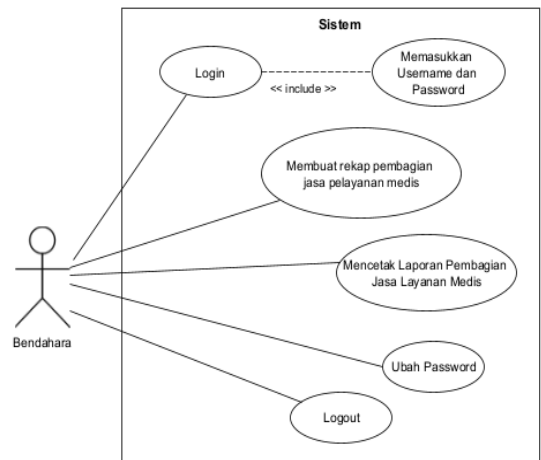 Sistem
Login
<< include >>
Memasukkan
Username dan
Password
Membuat rekap pembagian
jasa pelayanan medis
Mencetak Laporan Pembagian
Jasa Layanan Medis
Bendahara
Ubah Password
Logout